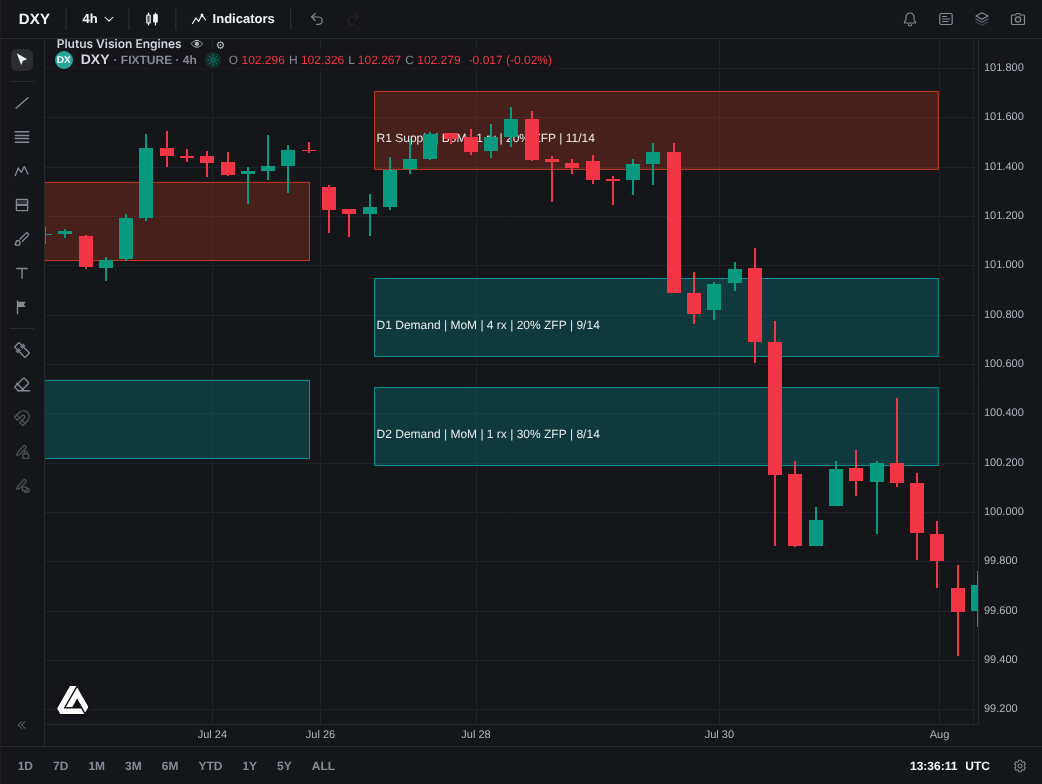 DXY 4h Indicators
Plutus Vision Engines
DX DXY · FIXTURE · 4h O 102.296 H 102.326 L 102.267 C 102.279 -0.017 (-0.02%)
101.800
101.600
R1 Supply | 20% ZFP | 11/14
101.400
101.200
101.000
100.800
D1 Demand | MoM | 4 rx | 20% ZFP | 9/14
100.600
100.400
D2 Demand | MoM | 1 rx | 30% ZFP | 8/14
100.200
100.000
99.800
99.600
99.400
99.200
Jul 24 Jul 26 Jul 28 Jul 30 Aug
1D 7D 1M 3M 6M YTD 1Y 5Y ALL 13:36:11 UTC